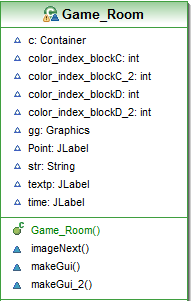 Game_Room
c: Container
color_index_blockC: int
color_index_blockC_2: int
color_index_blockD: int
color_index_blockD_2: int
gg: Graphics
Point: JLabel
str: String
textp: JLabel
time: JLabel
Game_Room()
imageNext()
makeGui()
makeGui_2()